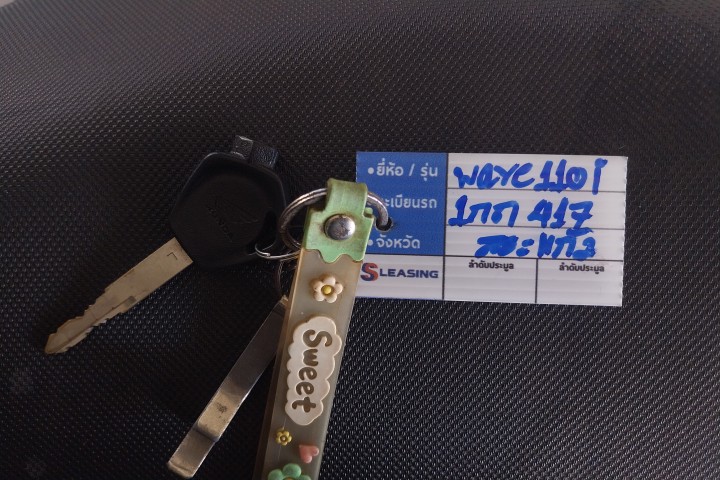 • ยี่ห้อ / รุ่น wave 110i
ทะเบียนรถ 1กก 417
• จังหวัด สระแก้ว
SLEASING ลำดับประมูล ลำดับประมูล
Sweet